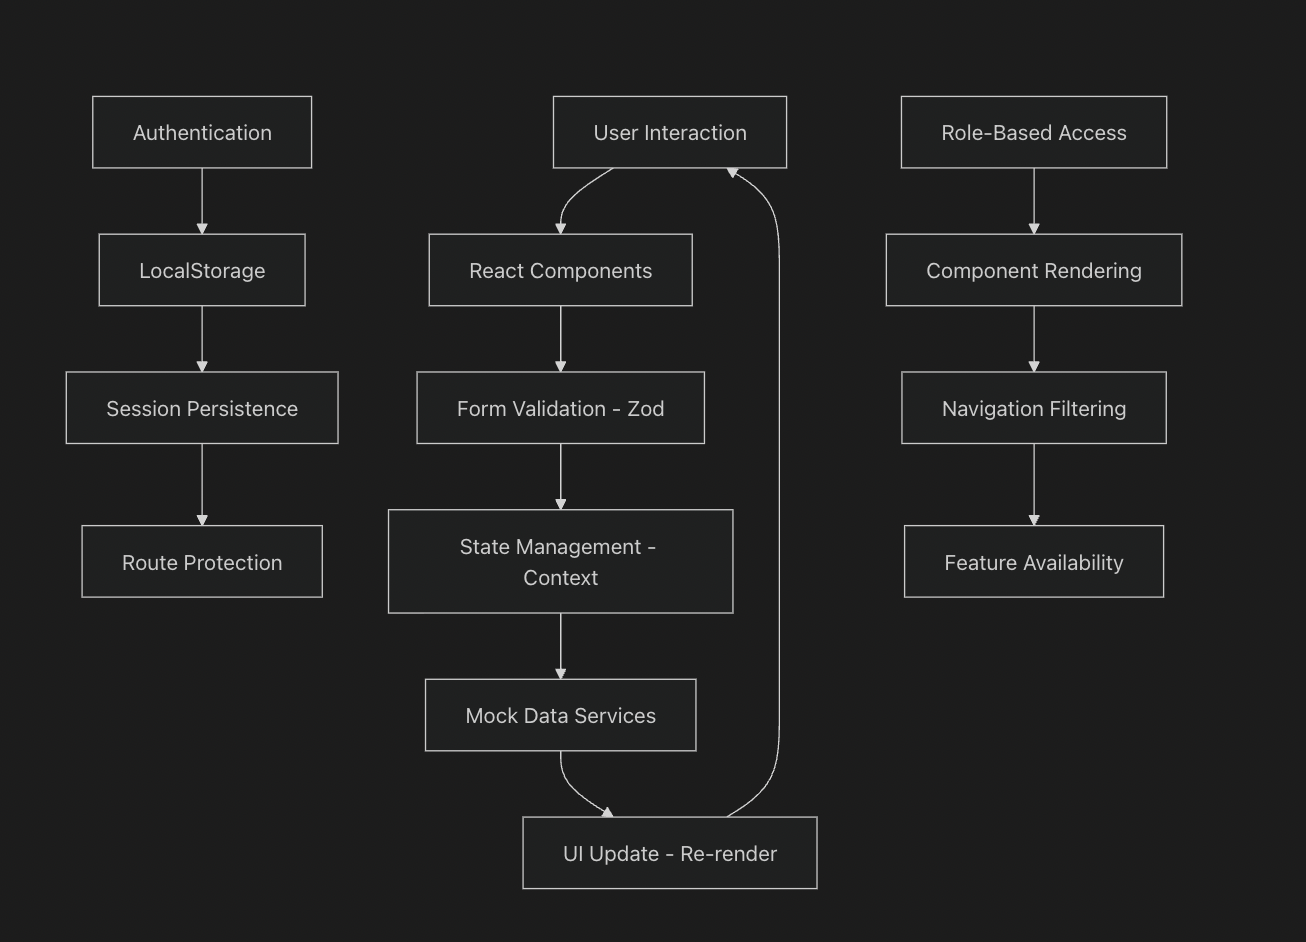 Authentication
User Interaction
Role-Based Access
LocalStorage
React Components
Component Rendering
Session Persistence
Form Validation - Zod
Navigation Filtering
State Management -
Context
Route Protection
Feature Availability
Mock Data Services
UI Update - Re-render